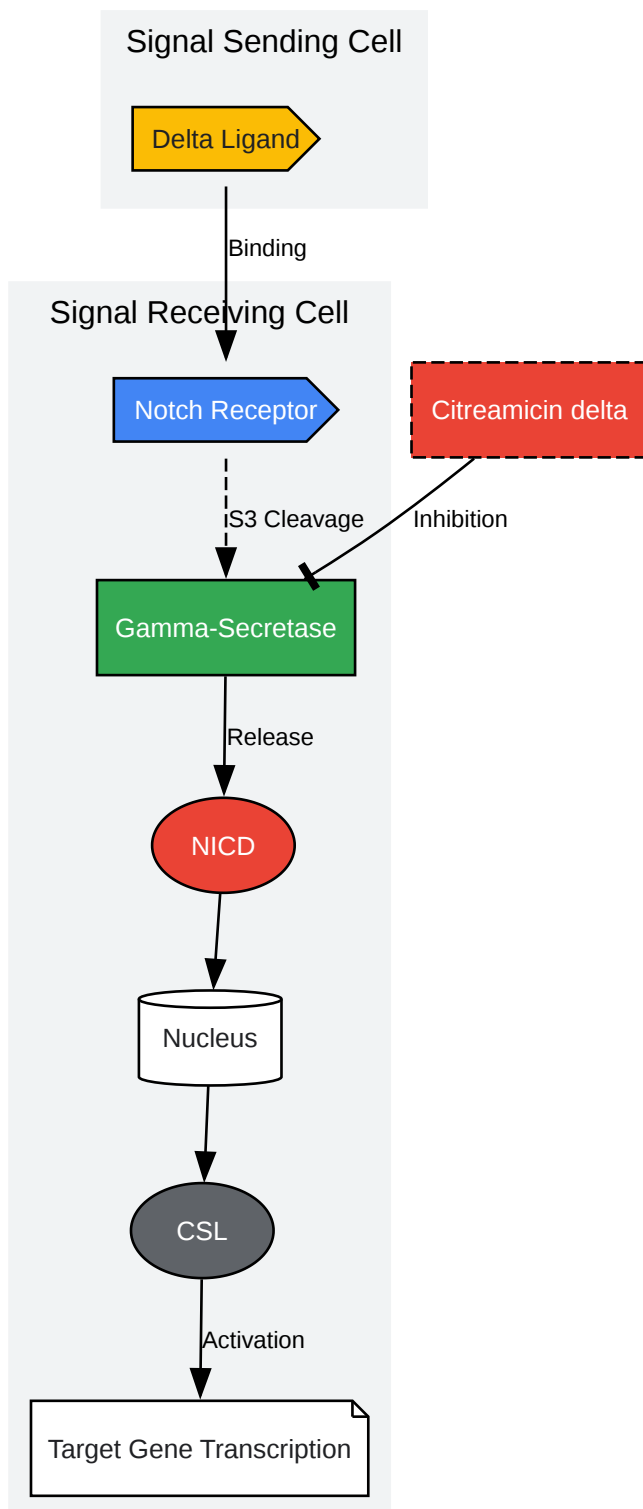 Signal Sending Cell
Delta Ligand
Binding
Signal Receiving Cell
Notch Receptor
Citreamicin delta
S3 Cleavage
Inhibition
Gamma-Secretase
Release
NICD
Nucleus
CSL
Activation
Target Gene Transcription